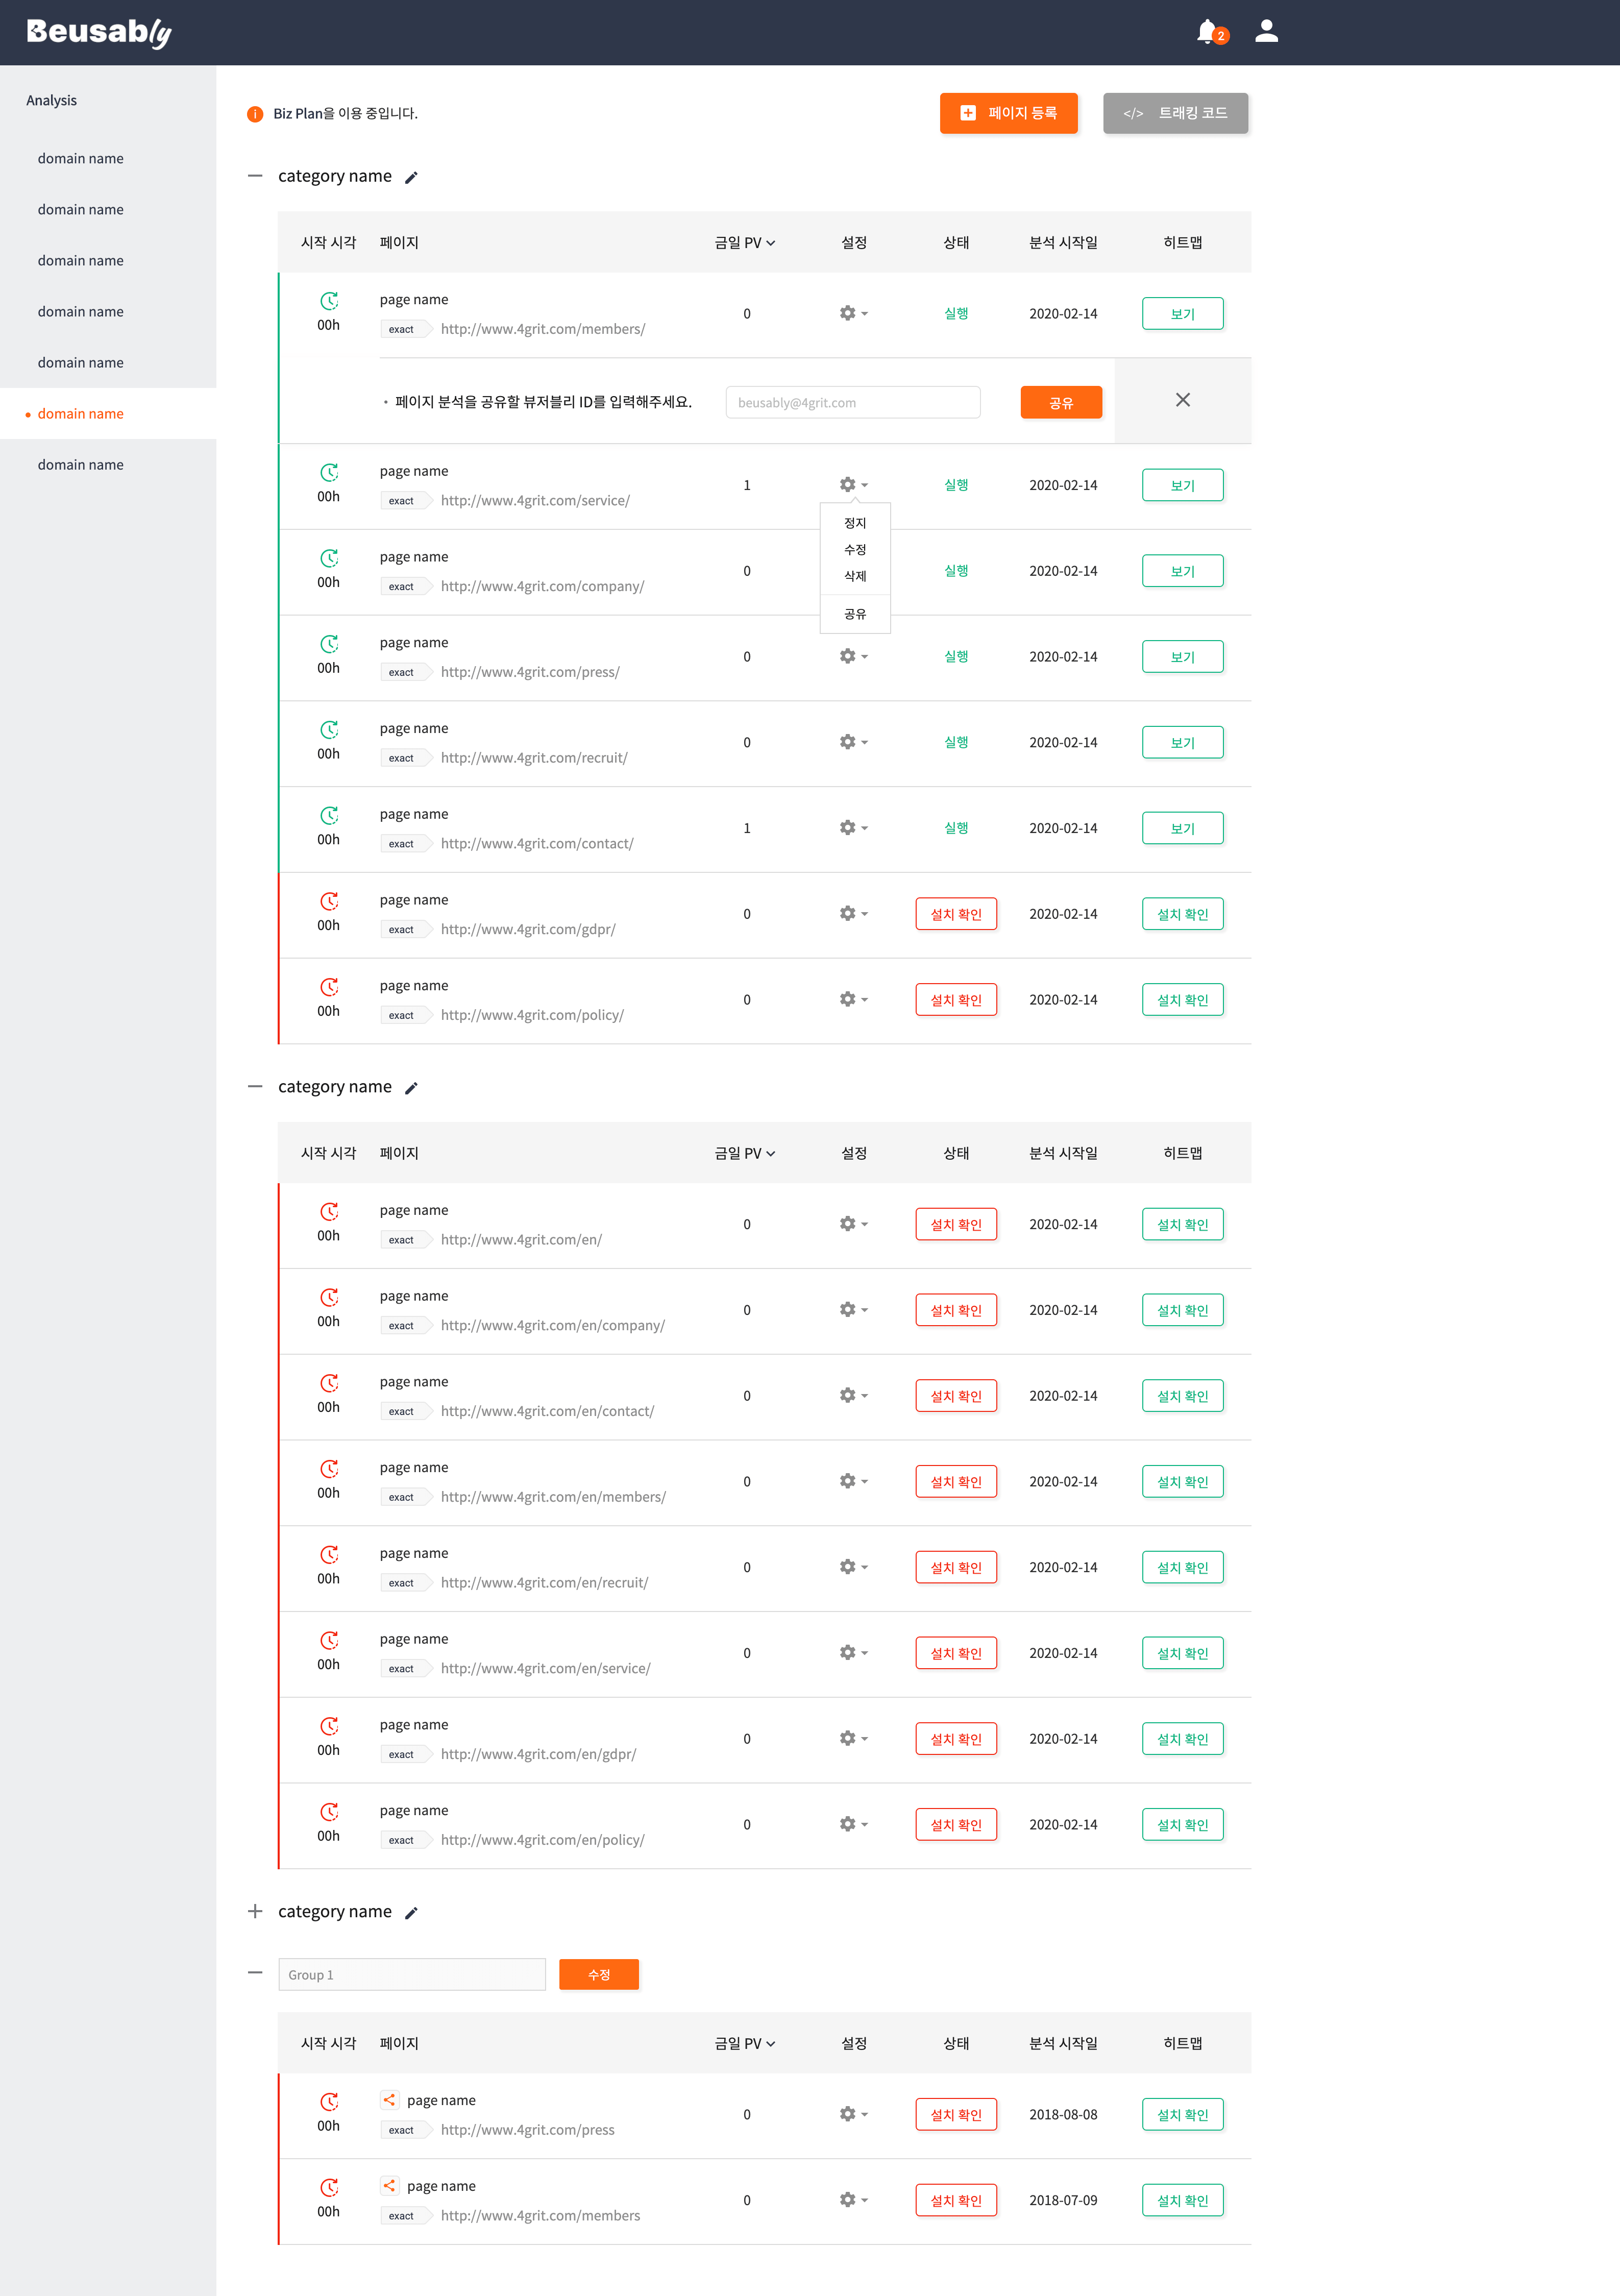 Beusably
2
Analysis
domain name
domain name
domain name
domain name
domain name
domain name
domain name
Biz Plan을 이용 중입니다.
페이지 등록
</> 트래킹 코드
category name
시작 시각 페이지 금일 PV 설정 상태 분석 시작일 히트맵
page name
00h exact http://www.4grit.com/members/ 0 실행 2020-02-14 보기
• 페이지 분석을 공유할 뷰저블리 ID를 입력해주세요. beusably@4grit.com 공유
page name
00h exact http://www.4grit.com/service/ 1 실행 2020-02-14 보기
정지
수정
삭제
공유
page name
00h exact http://www.4grit.com/company/ 0 실행 2020-02-14 보기
page name
00h exact http://www.4grit.com/press/ 0 실행 2020-02-14 보기
page name
00h exact http://www.4grit.com/recruit/ 0 실행 2020-02-14 보기
page name
00h exact http://www.4grit.com/contact/ 1 실행 2020-02-14 보기
page name
00h exact http://www.4grit.com/gdpr/ 0 설치 확인 2020-02-14 설치 확인
page name
00h exact http://www.4grit.com/policy/ 0 설치 확인 2020-02-14 설치 확인
category name
시작 시각 페이지 금일 PV 설정 상태 분석 시작일 히트맵
page name
00h exact http://www.4grit.com/en/ 0 설치 확인 2020-02-14 설치 확인
page name
00h exact http://www.4grit.com/en/company/ 0 설치 확인 2020-02-14 설치 확인
page name
00h exact http://www.4grit.com/en/contact/ 0 설치 확인 2020-02-14 설치 확인
page name
00h exact http://www.4grit.com/en/members/ 0 설치 확인 2020-02-14 설치 확인
page name
00h exact http://www.4grit.com/en/recruit/ 0 설치 확인 2020-02-14 설치 확인
page name
00h exact http://www.4grit.com/en/service/ 0 설치 확인 2020-02-14 설치 확인
page name
00h exact http://www.4grit.com/en/gdpr/ 0 설치 확인 2020-02-14 설치 확인
page name
00h exact http://www.4grit.com/en/policy/ 0 설치 확인 2020-02-14 설치 확인
category name
Group 1 수정
시작 시각 페이지 금일 PV 설정 상태 분석 시작일 히트맵
page name
00h exact http://www.4grit.com/press 0 설치 확인 2018-08-08 설치 확인
page name
00h exact http://www.4grit.com/members 0 설치 확인 2018-07-09 설치 확인